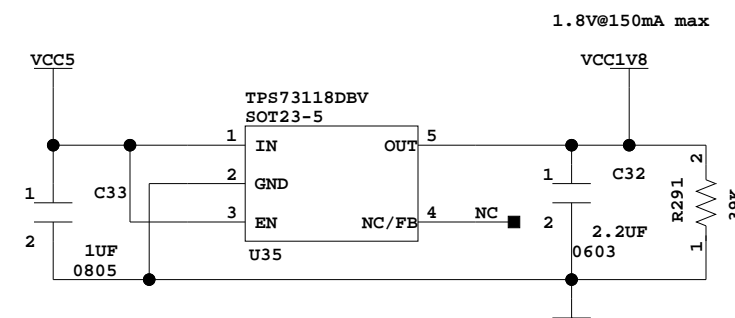 1.8V@150mA max
VCC5
VCC1V8
TPS73118DBV
SOT23-5
1
IN
OUT
5
2
GND
3
EN
NC/FB
4
NC
U35
1
C33
2
1UF
0805
1
C32
2
2.2UF
0603
2
R291
39K
1